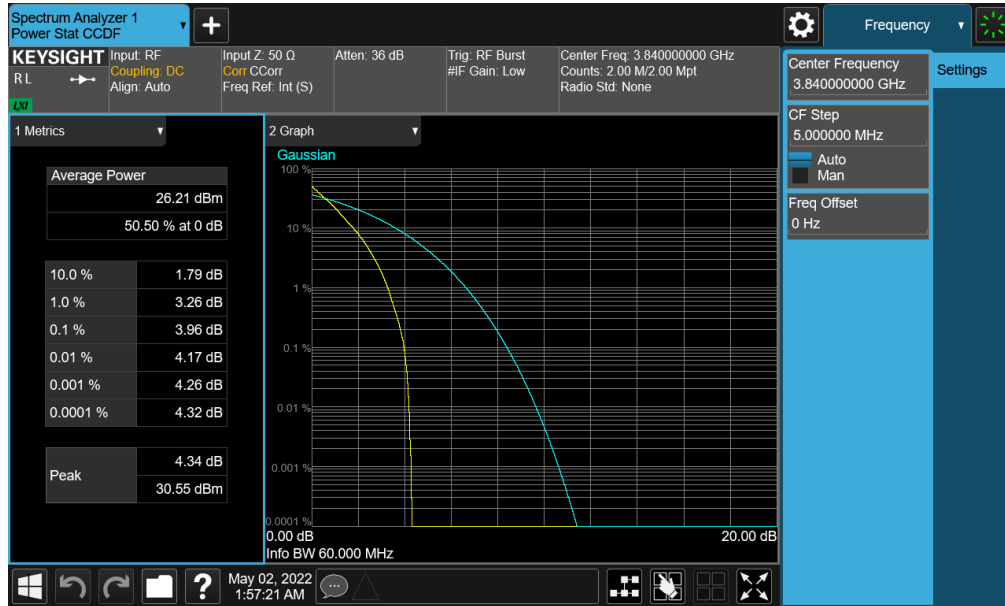 Spectrum Analyzer 1
Power Stat CCDF
+
Frequency
KEYSIGHT
R L
LXI
Input: RF
Coupling: DC
Align: Auto
Input Z: 50 Ω
Corr CCorr
Freq Ref: Int (S)
Atten: 36 dB
Trig: RF Burst
#IF Gain: Low
Center Freq: 3.840000000 GHz
Counts: 2.00 M/2.00 Mpt
Radio Std: None
Center Frequency
3.840000000 GHz
Settings
CF Step
5.000000 MHz
Auto
Man
Freq Offset
0 Hz
1 Metrics
Average Power
26.21 dBm
50.50 % at 0 dB
10.0 % 1.79 dB
1.0 % 3.26 dB
0.1 % 3.96 dB
0.01 % 4.17 dB
0.001 % 4.26 dB
0.0001 % 4.32 dB
Peak
4.34 dB
30.55 dBm
2 Graph
Gaussian
100 %
10 %
1 %
0.1 %
0.01 %
0.001 %
0.0001 %
0.00 dB 20.00 dB
Info BW 60.000 MHz
?
May 02, 2022
1:57:21 AM